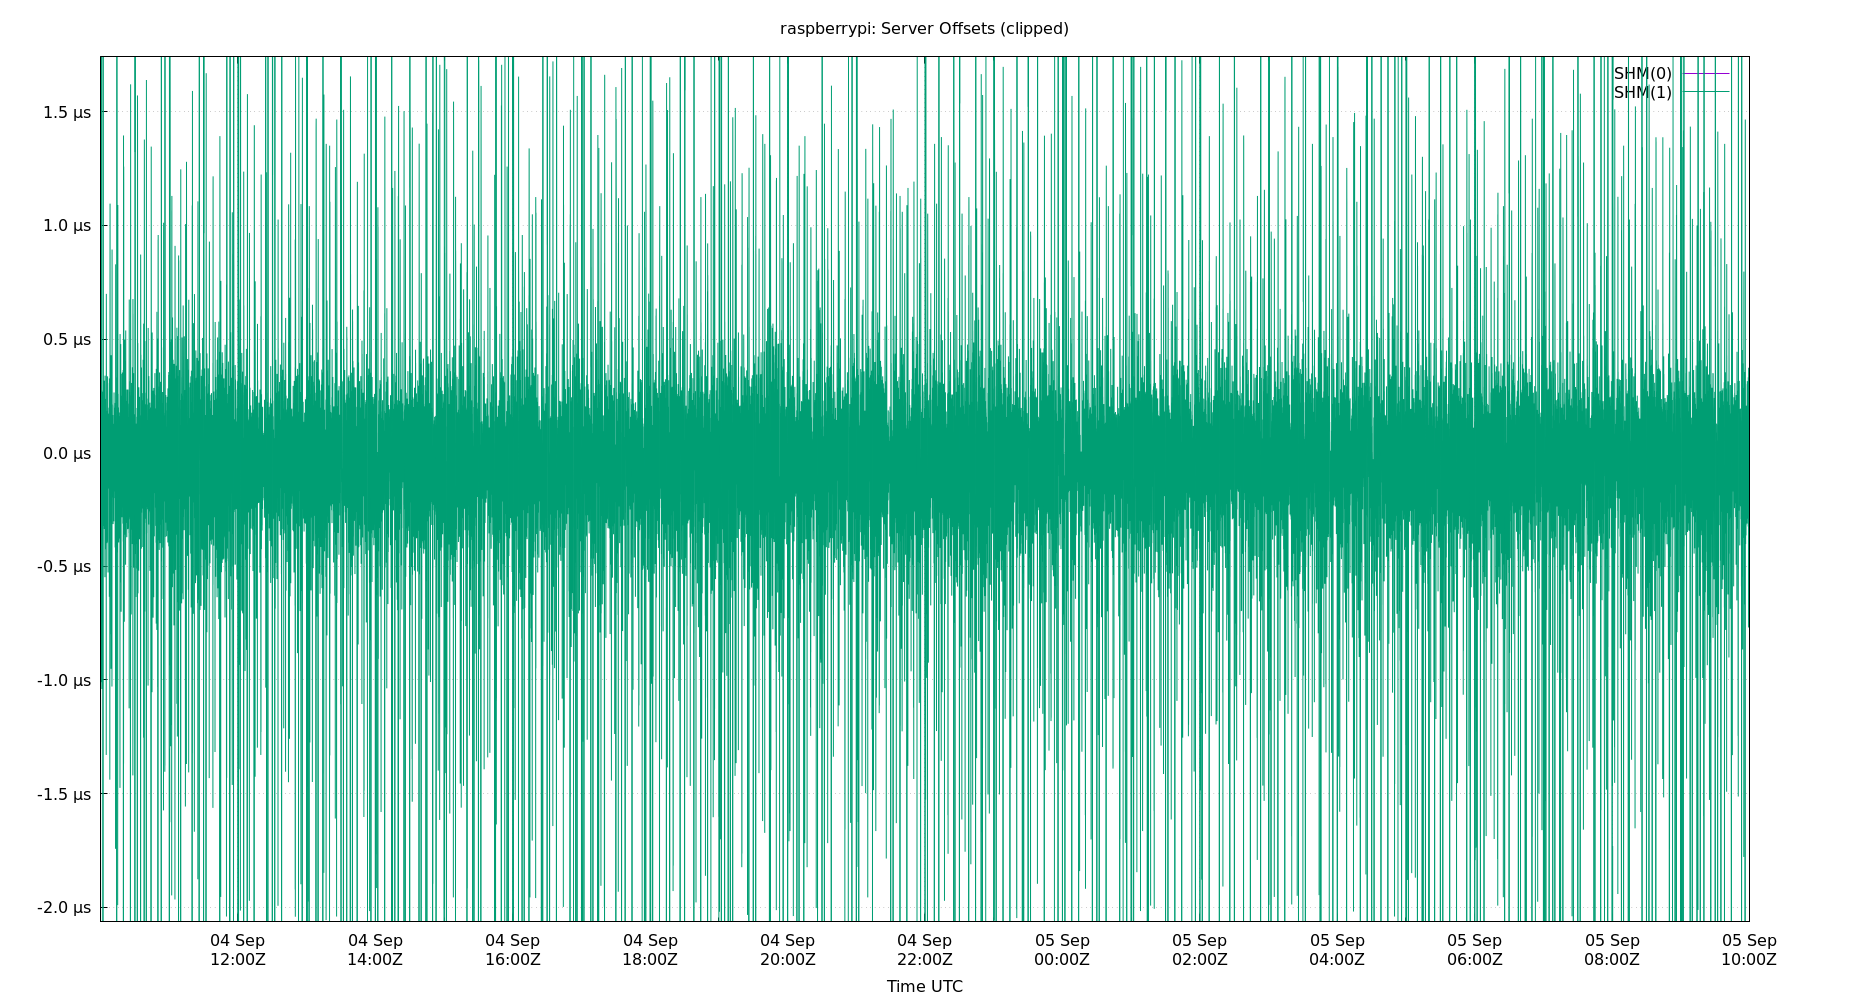 raspberrypi: Server Offsets (clipped)
SHM(0)
SHM(1)
1.5 µs
1.0 µs
0.5 µs
0.0 µs
-0.5 µs
-1.0 µs
-1.5 µs
-2.0 µs
04 Sep 04 Sep 04 Sep 04 Sep 04 Sep 04 Sep 05 Sep 05 Sep 05 Sep 05 Sep 05 Sep 05 Sep
12:00Z 14:00Z 16:00Z 18:00Z 20:00Z 22:00Z 00:00Z 02:00Z 04:00Z 06:00Z 08:00Z 10:00Z
Time UTC